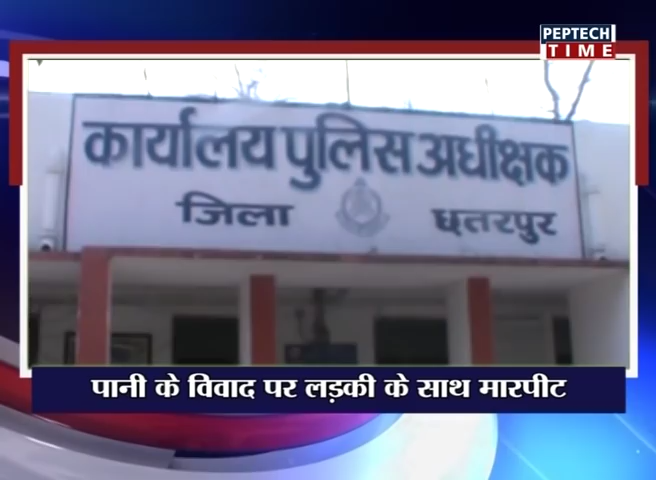 PEPTECH
TIME
कार्यालय पुलिस अधीक्षक
जिला छतरपुर
पानी के विवाद पर लड़की के साथ मारपीट